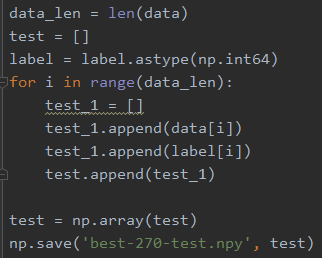 data_len = len(data)
test = []
label = label.astype(np.int64)
for i in range(data_len):
    test_1 = []
    test_1.append(data[i])
    test_1.append(label[i])
    test.append(test_1)

test = np.array(test)
np.save('best-270-test.npy', test)